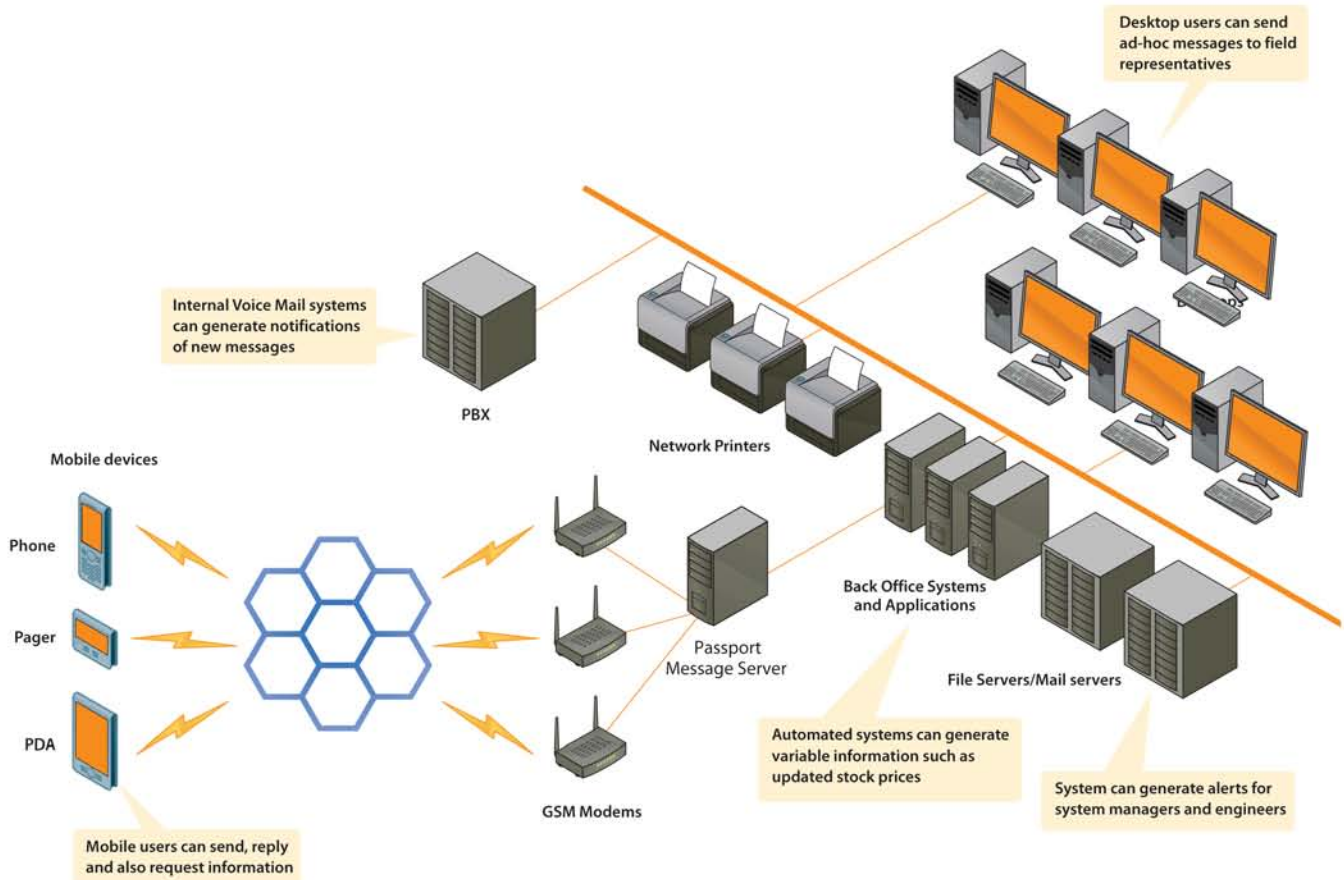 Desktop users can send
ad-hoc messages to field
representatives
Internal Voice Mail systems
can generate notifications
of new messages
PBX
Network Printers
Mobile devices
Phone
Pager
PDA
Back Office Systems
and Applications
Passport
Message Server
File Servers/Mail servers
GSM Modems
Automated systems can generate
variable information such as
updated stock prices
System can generate alerts for
system managers and engineers
Mobile users can send, reply
and also request information